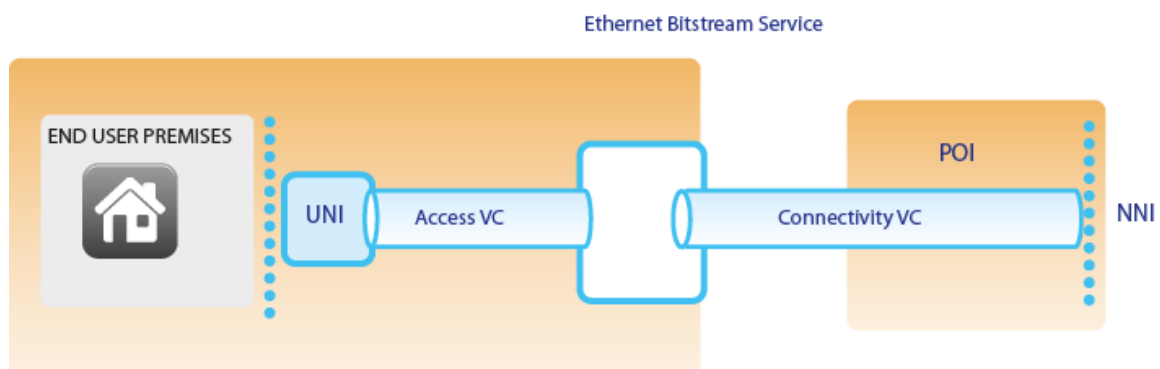 Ethernet Bitstream Service
END USER PREMISES
POI
UNI
Access VC
Connectivity VC
NNI